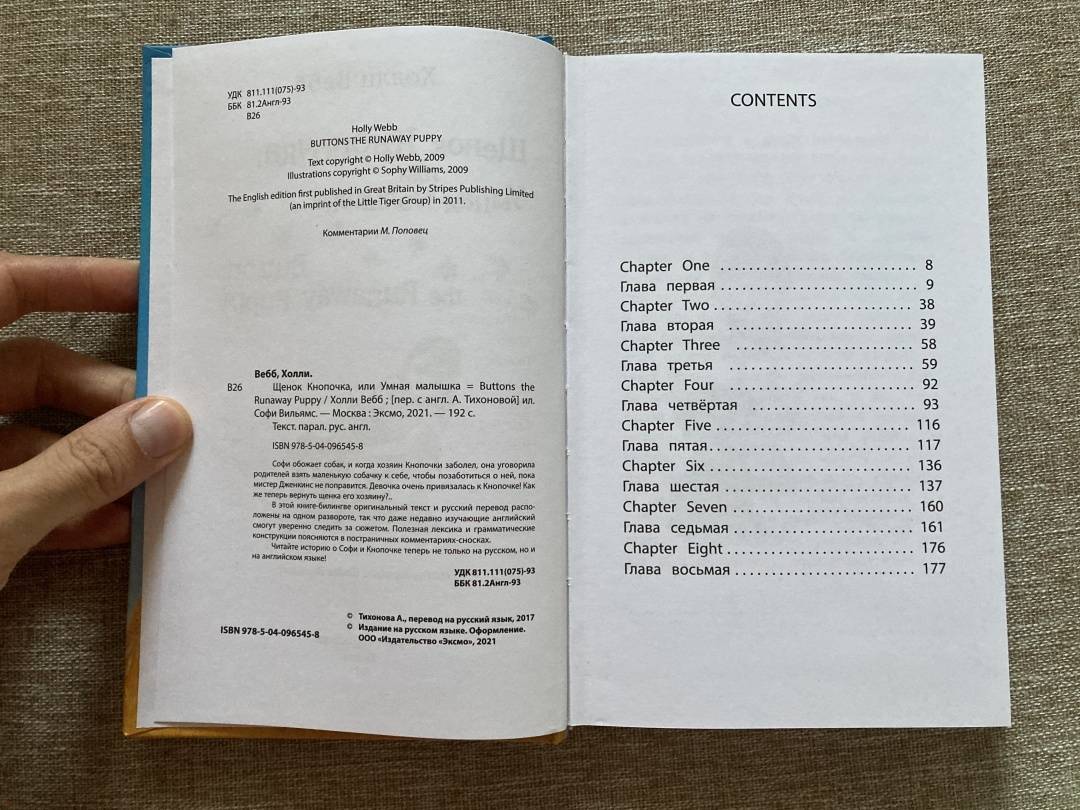 УДК 811.111(075)-93
ББК 81.2Англ-93
В26
Holly Webb
BUTTONS THE RUNAWAY PUPPY
Text copyright © Holly Webb, 2009
Illustrations copyright © Sophy Williams, 2009
The English edition first published in Great Britain by Stripes Publishing Limited
(an imprint of the Little Tiger Group) in 2011.
Комментарии М. Поповец
Вебб, Холли.
В26 Щенок Кнопочка, или Умная малышка = Buttons the
Runaway Puppy / Холли Вебб ; [пер. с англ. А. Тихоновой] ил.
Софи Вильямс. — Москва : Эксмо, 2021. — 192 с.
Текст. парал. рус. англ.
ISBN 978-5-04-096545-8
Софи обожает собак, и когда хозяин Кнопочки заболел, она уговорила
родителей взять маленькую собачку к себе, чтобы позаботиться о ней, пока
мистер Дженкинс не поправится. Девочка очень привязалась к Кнопочке! Как
же теперь вернуть щенка его хозяину?..
В этой книге-билингве оригинальный текст и русский перевод распо-
ложены на одном развороте, так что даже недавно изучающие английский
смогут уверенно следить за сюжетом. Полезная лексика и грамматические
конструкции поясняются в постраничных комментариях-сносках.
Читайте историю о Софи и Кнопочке теперь не только на русском, но и
на английском языке!
УДК 811.111(075)-93
ББК 81.2Англ-93
© Тихонова А., перевод на русский язык, 2017
© Издание на русском языке. Оформление.
ООО «Издательство «Эксмо», 2021
ISBN 978-5-04-096545-8
CONTENTS
Chapter One . . . . . . . . . . . . . . . . . . . . . . . . . . . 8
Глава первая . . . . . . . . . . . . . . . . . . . . . . . . . . . 9
Chapter Two . . . . . . . . . . . . . . . . . . . . . . . . . . . 38
Глава вторая . . . . . . . . . . . . . . . . . . . . . . . . . . 39
Chapter Three . . . . . . . . . . . . . . . . . . . . . . . . . 58
Глава третья . . . . . . . . . . . . . . . . . . . . . . . . . . 59
Chapter Four . . . . . . . . . . . . . . . . . . . . . . . . . . 92
Глава четвёртая . . . . . . . . . . . . . . . . . . . . . . . 93
Chapter Five . . . . . . . . . . . . . . . . . . . . . . . . . . 116
Глава пятая . . . . . . . . . . . . . . . . . . . . . . . . . . . 117
Chapter Six . . . . . . . . . . . . . . . . . . . . . . . . . . . 136
Глава шестая . . . . . . . . . . . . . . . . . . . . . . . . . . 137
Chapter Seven . . . . . . . . . . . . . . . . . . . . . . . . . 160
Глава седьмая . . . . . . . . . . . . . . . . . . . . . . . . . 161
Chapter Eight . . . . . . . . . . . . . . . . . . . . . . . . . 176
Глава восьмая . . . . . . . . . . . . . . . . . . . . . . . . . 177